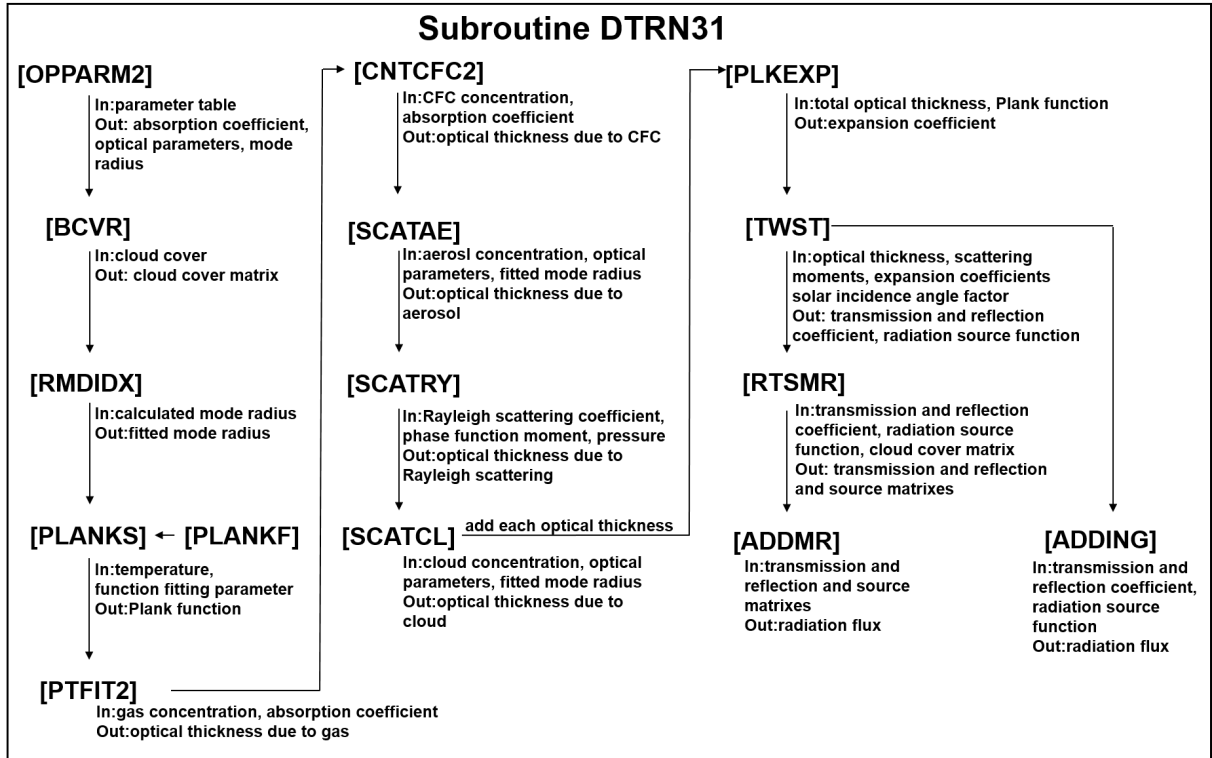 Subroutine DTRN31
[OPPARM2]
In:parameter table
Out: absorption coefficient,
optical parameters, mode
radius
[BCVR]
In:cloud cover
Out: cloud cover matrix
[RMDIDX]
In:calculated mode radius
Out:fitted mode radius
[PLANKS]
[PLANKF]
In:temperature,
function fitting parameter
Out:Plank function
[PTFIT2]
In:gas concentration, absorption coefficient
Out:optical thickness due to gas
[CNTCFC2]
In:CFC concentration,
absorption coefficient
Out:optical thickness due to CFC
[SCATAE]
In:aerosl concentration, optical
parameters, fitted mode radius
Out:optical thickness due to
aerosol
[SCATRY]
In:Rayleigh scattering coefficient,
phase function moment, pressure
Out:optical thickness due to
Rayleigh scattering
[SCATCL]
add each optical thickness
In:cloud concentration, optical
parameters, fitted mode radius
Out:optical thickness due to
cloud
[PLKEXP]
In:total optical thickness, Plank function
Out:expansion coefficient
[TWST]
In:optical thickness, scattering
moments, expansion coefficients
solar incidence angle factor
Out: transmission and reflection
coefficient, radiation source function
[RTSMR]
In:transmission and reflection
coefficient, radiation source
function, cloud cover matrix
Out: transmission and reflection
and source matrixes
[ADDMR]
In:transmission and
reflection and source
matrixes
Out:radiation flux
[ADDING]
In:transmission and
reflection coefficient,
radiation source
function
Out:radiation flux